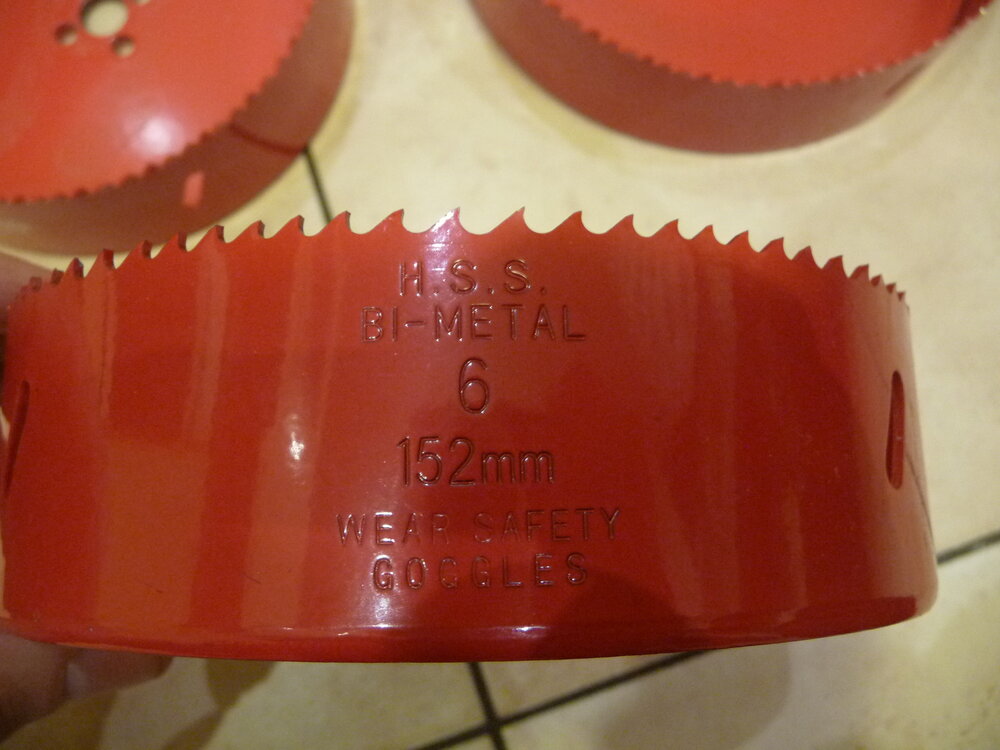 H.S.S.
BI-METAL
6
152mm
WEAR SAFETY
GOGGLES